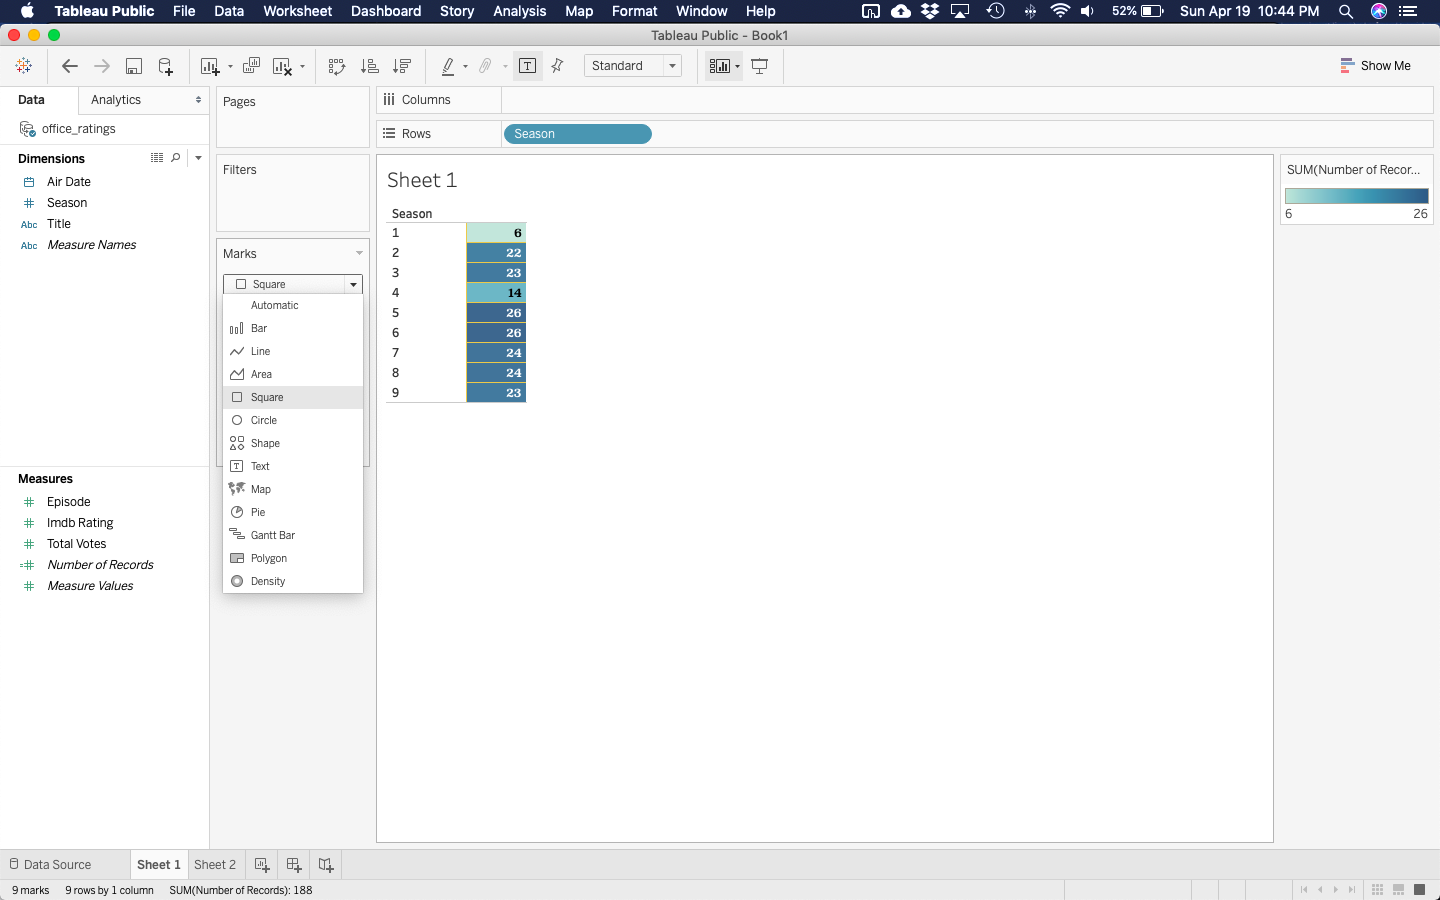 Tableau Public File Data Worksheet Dashboard Story Analysis Map Format Window Help 52% Sun Apr 19 10:44 PM
Tableau Public - Book1
Standard Show Me
Data Analytics
office_ratings
Dimensions
Air Date
Season
Abc Title
Abc Measure Names
Measures
Episode
Imdb Rating
Total Votes
Number of Records
Measure Values
Pages
Filters
Marks
Square
Automatic
Bar
Line
Area
Square
Circle
Shape
Text
Map
Pie
Gantt Bar
Polygon
Density
Columns
Rows Season
Sheet 1
Season
1 6
2 22
3 23
4 14
5 26
6 26
7 24
8 24
9 23
SUM(Number of Recor...
6 26
Data Source Sheet 1 Sheet 2
9 marks 9 rows by 1 column SUM(Number of Records): 188